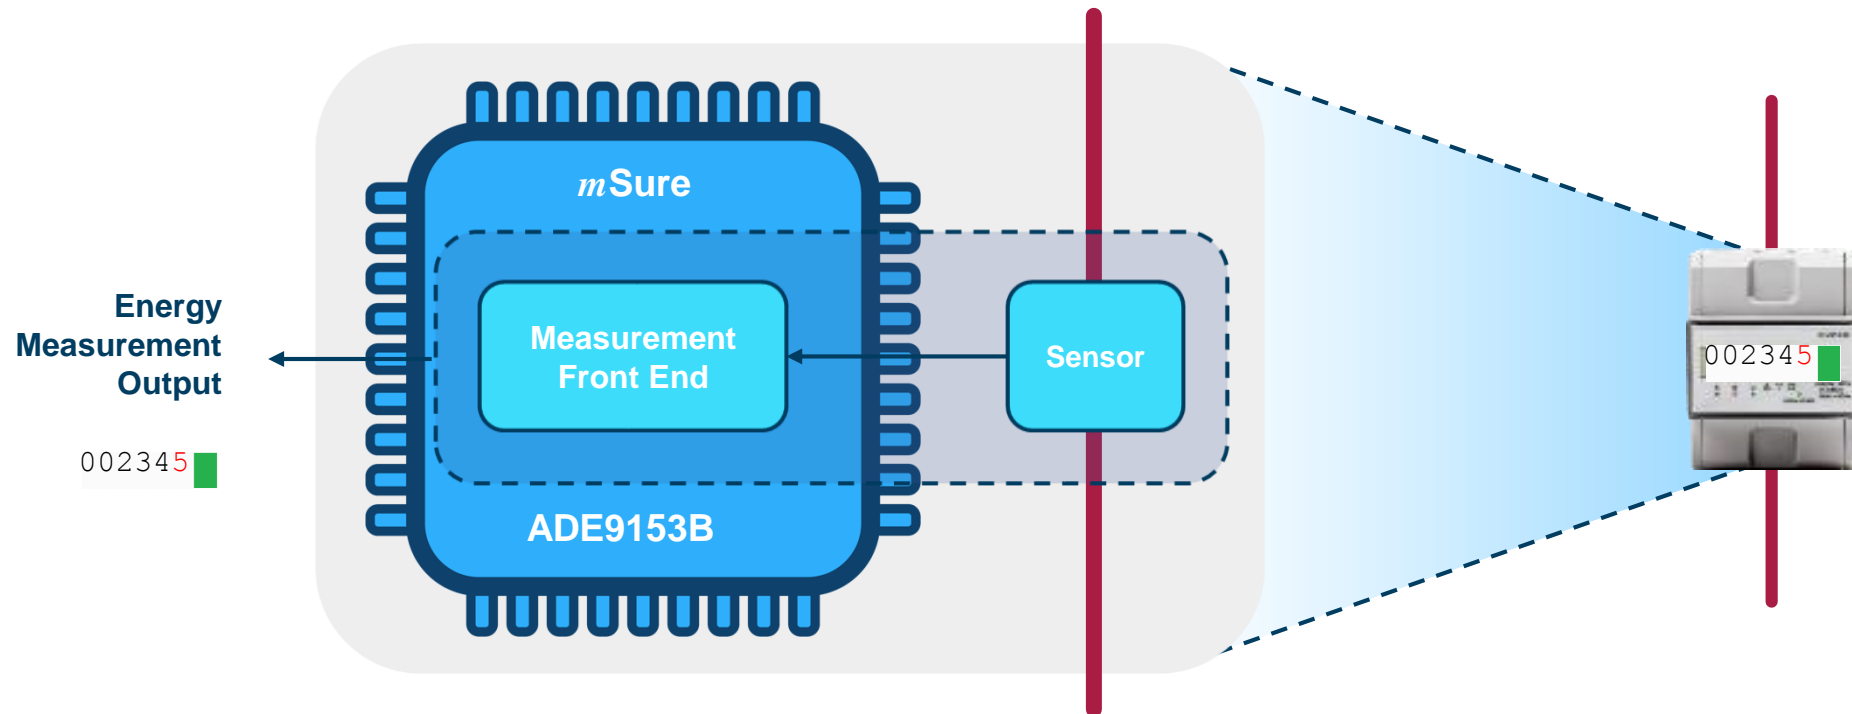 mSure
Energy
Measurement
Output
Measurement
Front End
Sensor
002345
002345
ADE9153B